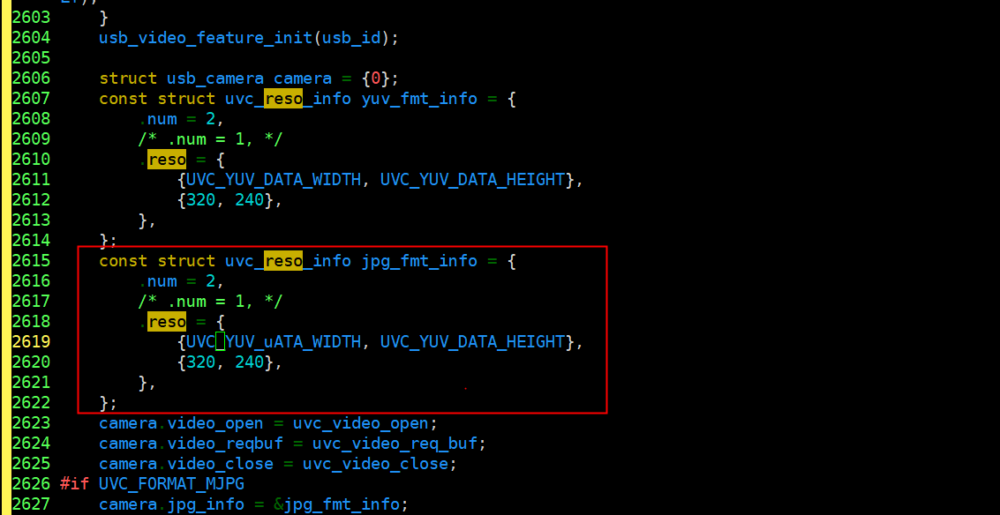 2603 }
2604 usb_video_feature_init(usb_id);
2605
2606 struct usb_camera camera = {0};
2607 const struct uvc_reso_info yuv_fmt_info = {
2608 .num = 2,
2609 /* .num = 1, */
2610 .reso = {
2611 {UVC_YUV_DATA_WIDTH, UVC_YUV_DATA_HEIGHT},
2612 {320, 240},
2613 },
2614 };
2615 const struct uvc_reso_info jpg_fmt_info = {
2616 .num = 2,
2617 /* .num = 1, */
2618 .reso = {
2619 {UVC_YUV_uATA_WIDTH, UVC_YUV_DATA_HEIGHT},
2620 {320, 240},
2621 },
2622 };
2623 camera.video_open = uvc_video_open;
2624 camera.video_reqbuf = uvc_video_req_buf;
2625 camera.video_close = uvc_video_close;
2626 #if UVC_FORMAT_MJPG
2627 camera.jpg_info = &jpg_fmt_info;